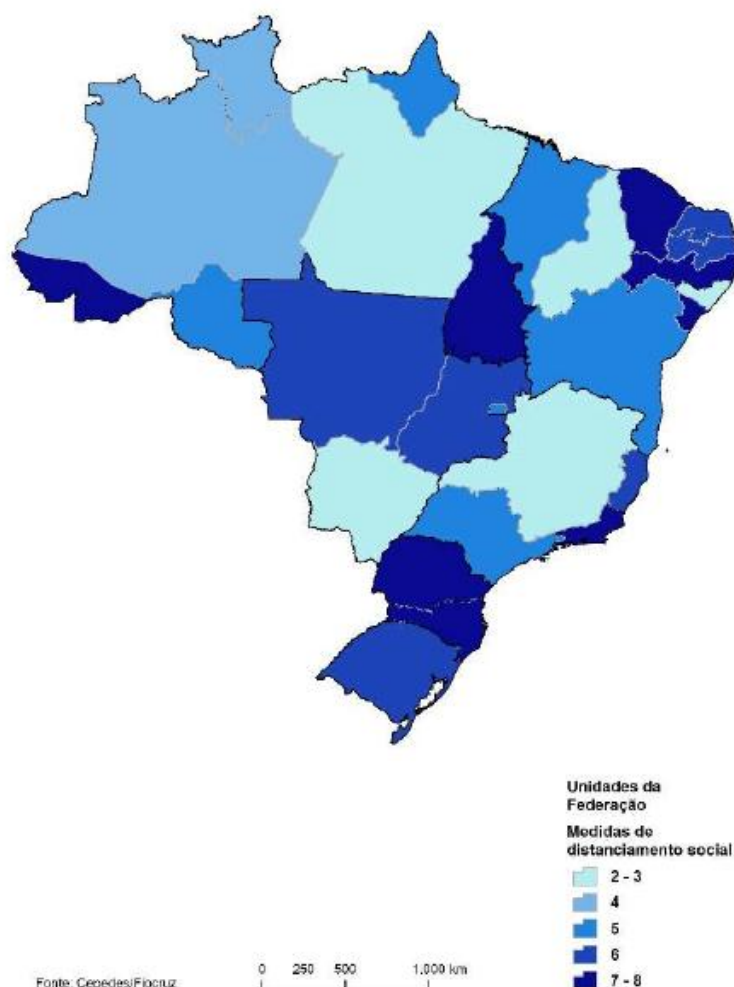 Unidades da
Federação
Medidas de
distanciamento social
2 - 3
4
5
6
7 - 8
Fonte: Cepedes/Fiocruz
0 250 500 1.000 km